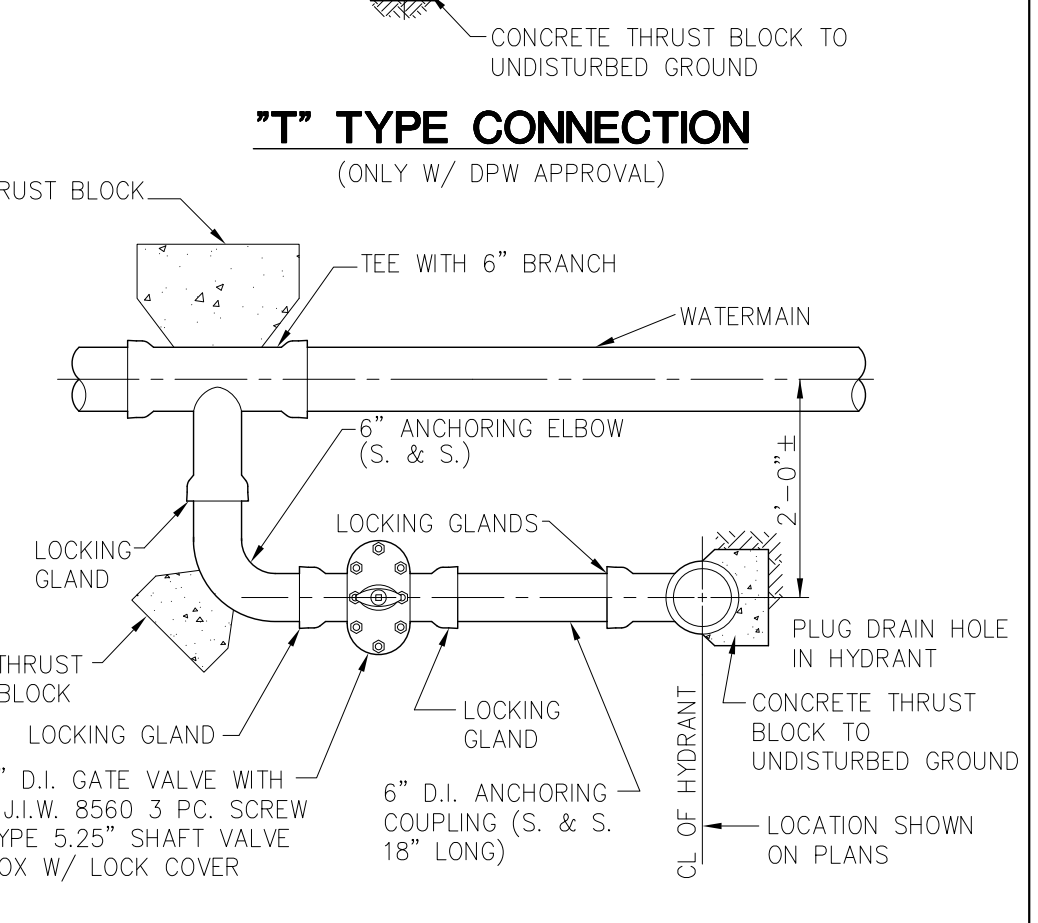 CONCRETE THRUST BLOCK TO
UNDISTURBED GROUND
"T" TYPE CONNECTION
(ONLY W/ DPW APPROVAL)
RUST BLOCK
TEE WITH 6" BRANCH
WATERMAIN
6" ANCHORING ELBOW
(S. & S.)
2'-0"±
LOCKING GLANDS
LOCKING
GLAND
PLUG DRAIN HOLE
IN HYDRANT
THRUST
BLOCK
LOCKING GLAND
LOCKING
GLAND
CONCRETE THRUST
BLOCK TO
UNDISTURBED GROUND
" D.I. GATE VALVE WITH
J.I.W. 8560 3 PC. SCREW
YPE 5.25" SHAFT VALVE
OX W/ LOCK COVER
6" D.I. ANCHORING
COUPLING (S. & S.
18" LONG)
CL OF HYDRANT
LOCATION SHOWN
ON PLANS